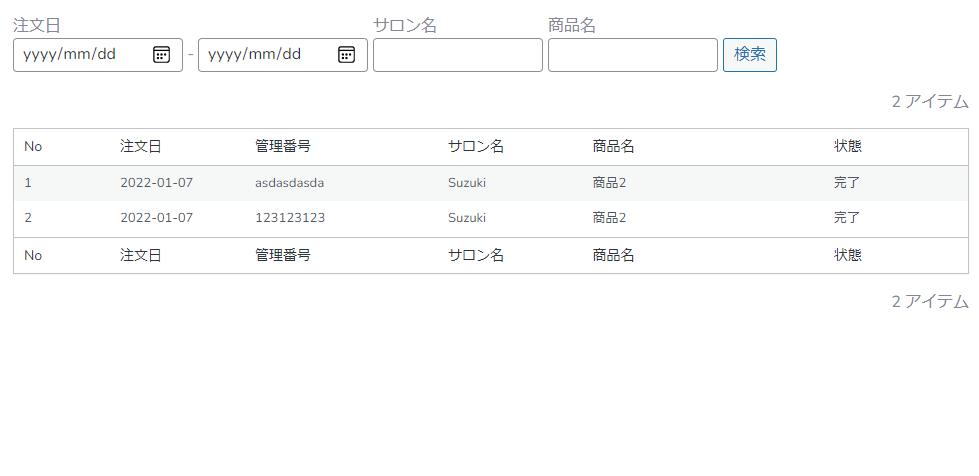 注文日 サロン名 商品名
yyyy/mm/dd - yyyy/mm/dd 検索
2 アイテム
No 注文日 管理番号 サロン名 商品名 状態
1 2022-01-07 asdasdasda Suzuki 商品2 完了
2 2022-01-07 123123123 Suzuki 商品2 完了
No 注文日 管理番号 サロン名 商品名 状態
2 アイテム